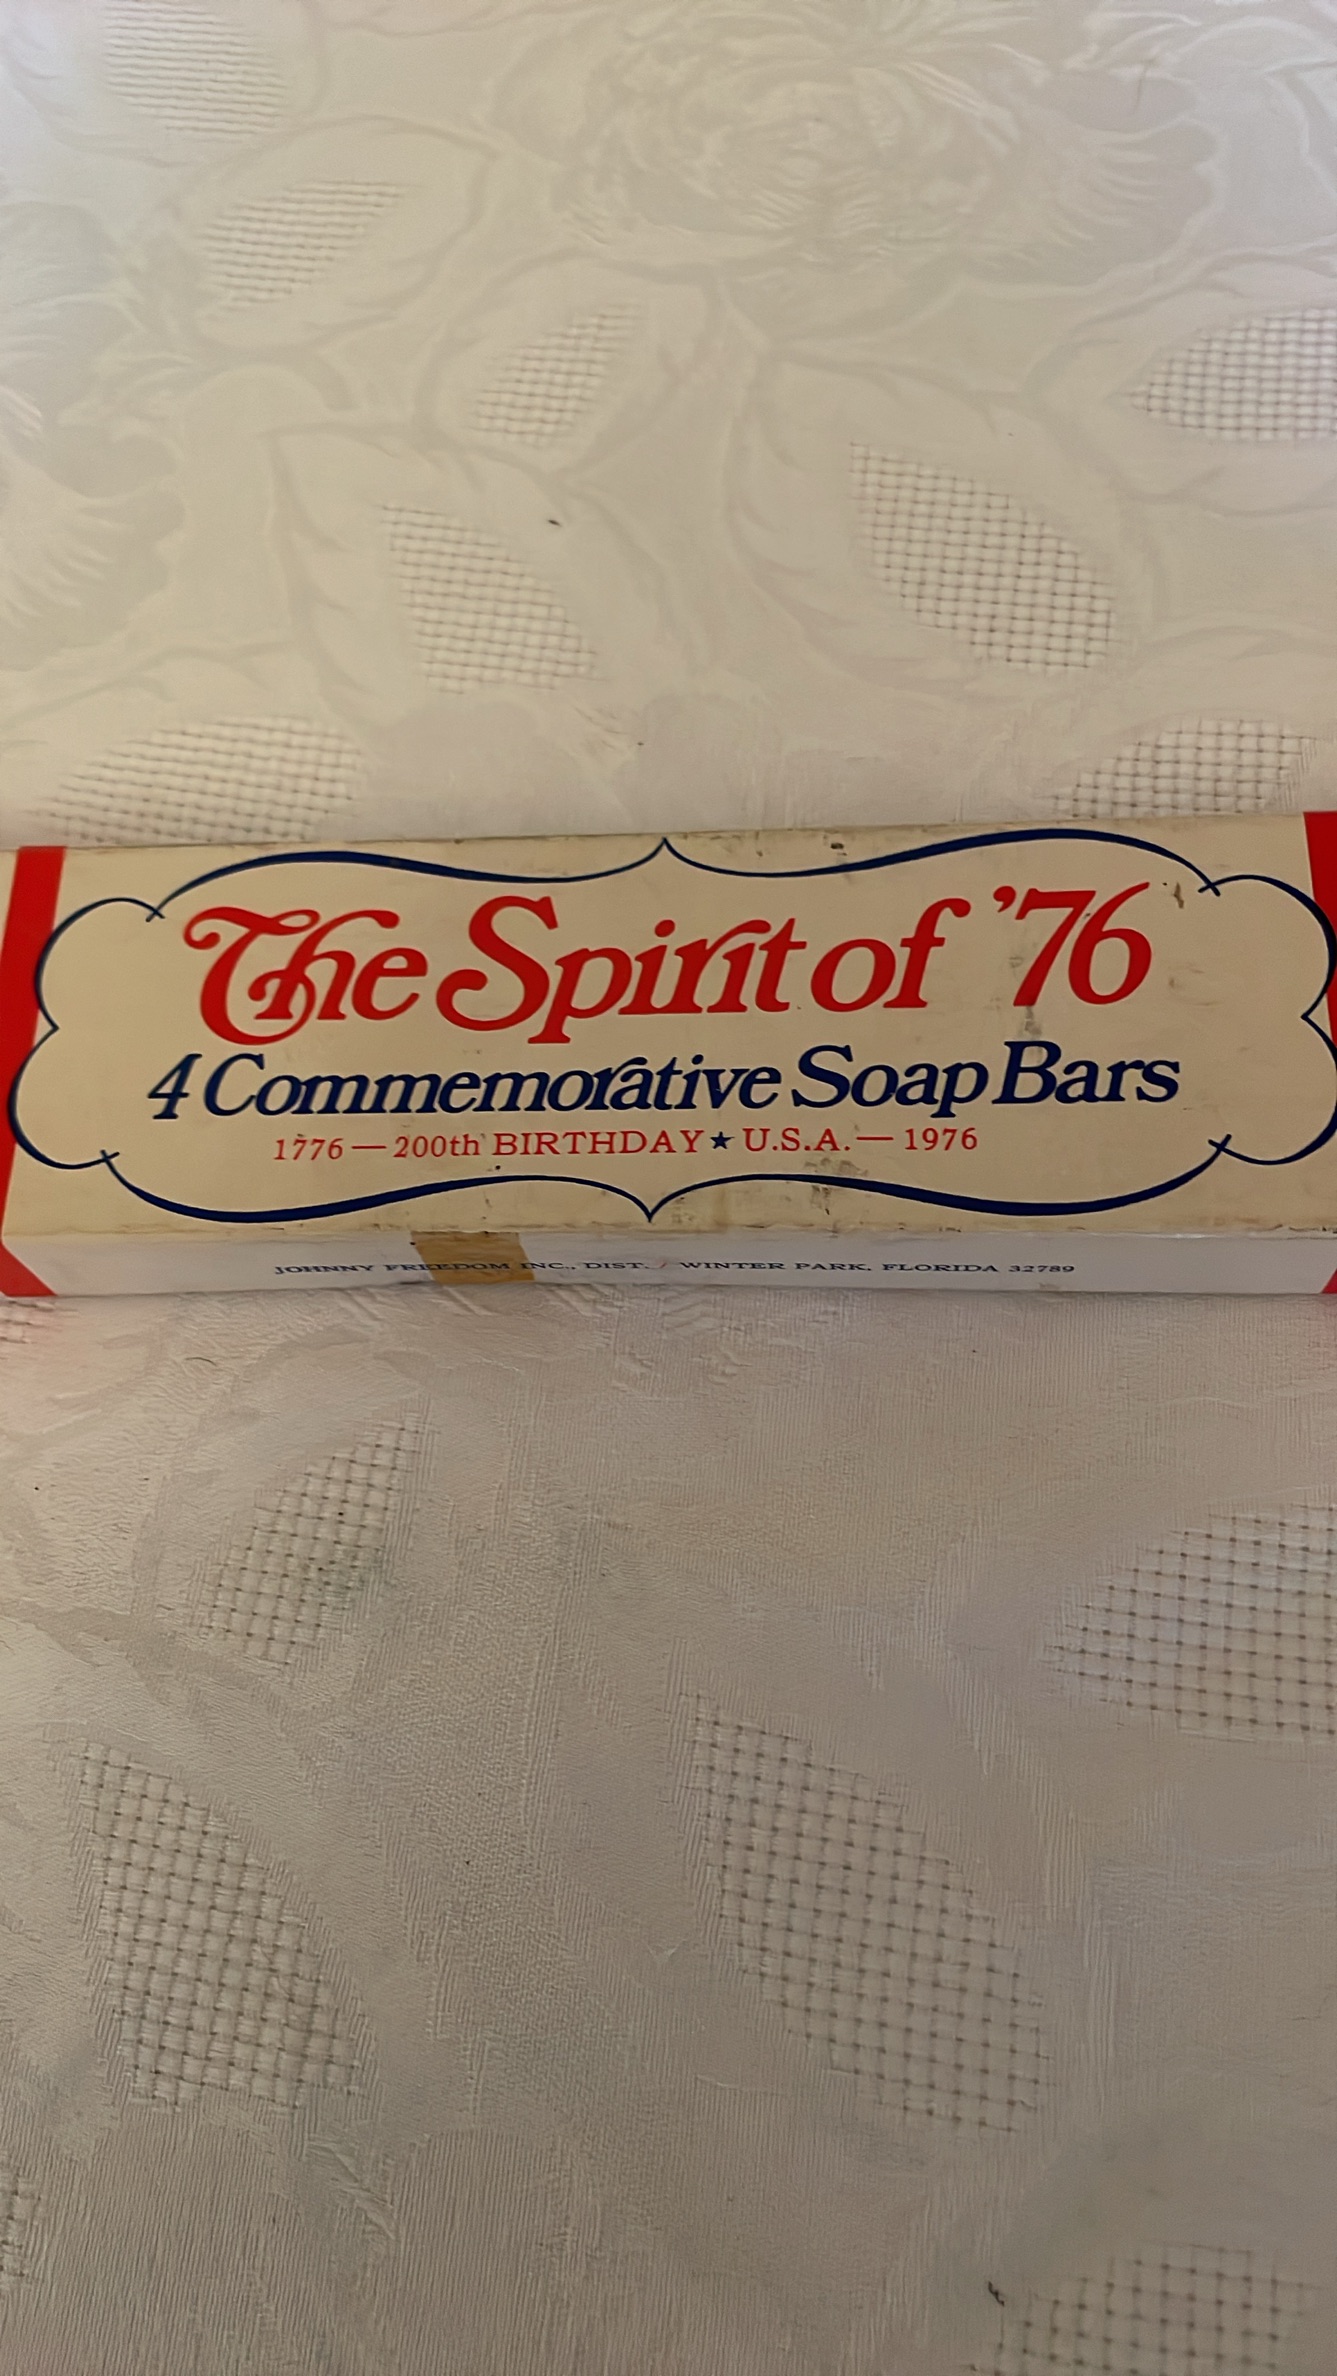 The Spirit of '76
4 Commemorative Soap Bars
1776 — 200th BIRTHDAY ★ U.S.A. — 1976
JOHNNY FREEDOM INC., DIST. / WINTER PARK, FLORIDA 32789